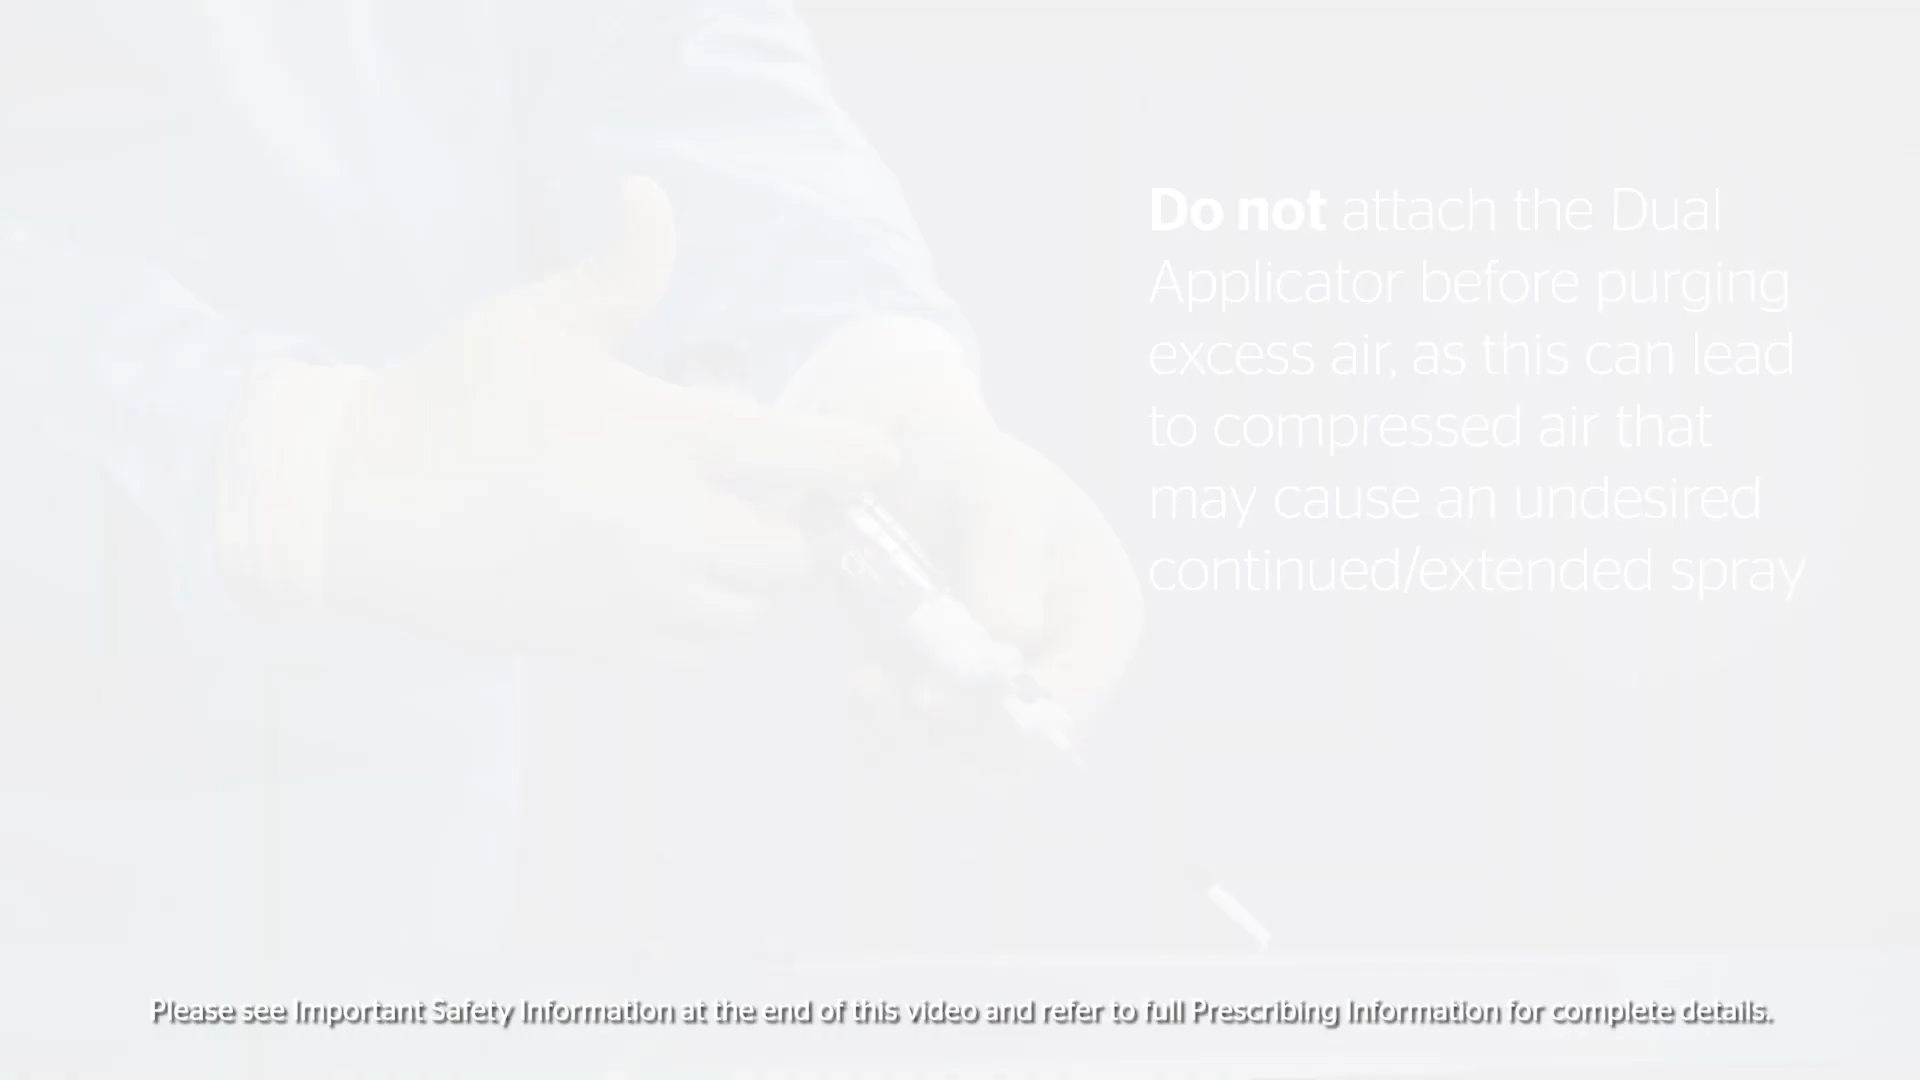 Do not attach the Dual
Applicator before purging
excess air, as this can lead
to compressed air that
may cause an undesired
continued/extended spray
Please see Important Safety Information at the end of this video and refer to full Prescribing Information for complete details.